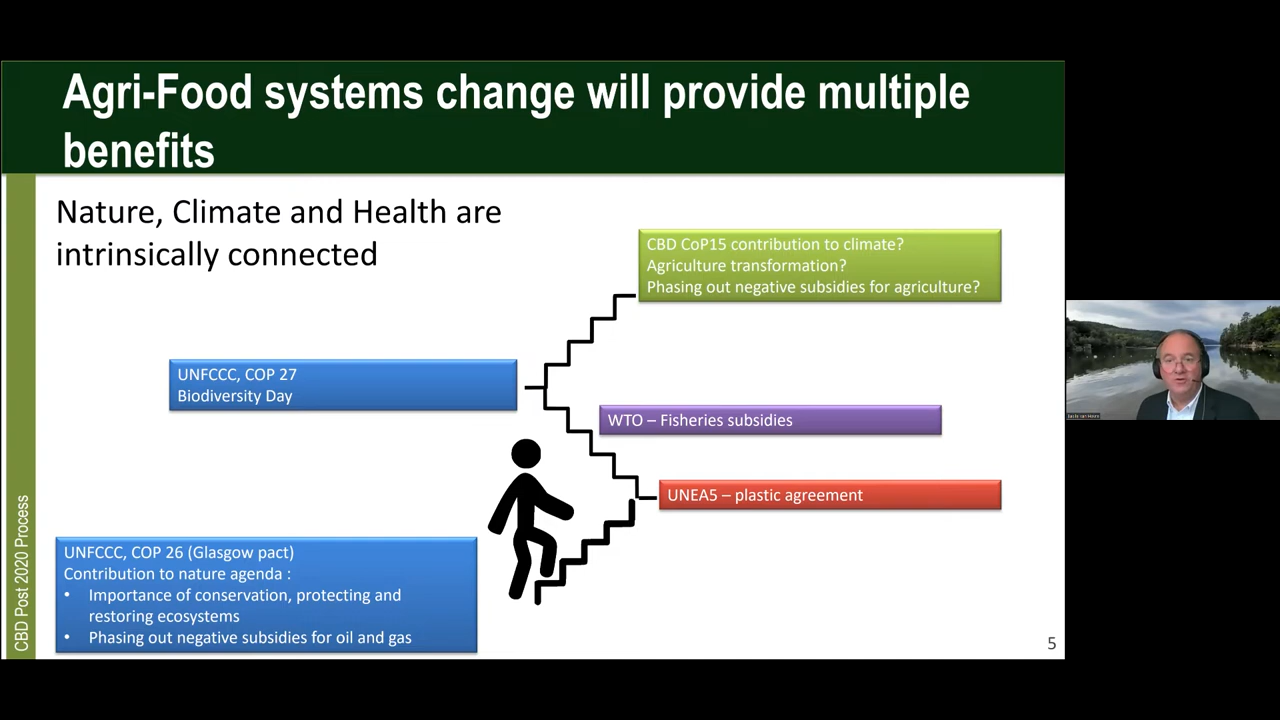 Agri-Food systems change will provide multiple
benefits
Nature, Climate and Health are
intrinsically connected
CBD CoP15 contribution to climate?
Agriculture transformation?
Phasing out negative subsidies for agriculture?
UNFCCC, COP 27
Biodiversity Day
WTO – Fisheries subsidies
UNEA5 – plastic agreement
UNFCCC, COP 26 (Glasgow pact)
Contribution to nature agenda :
• Importance of conservation, protecting and
restoring ecosystems
• Phasing out negative subsidies for oil and gas
CBD Post 2020 Process
5